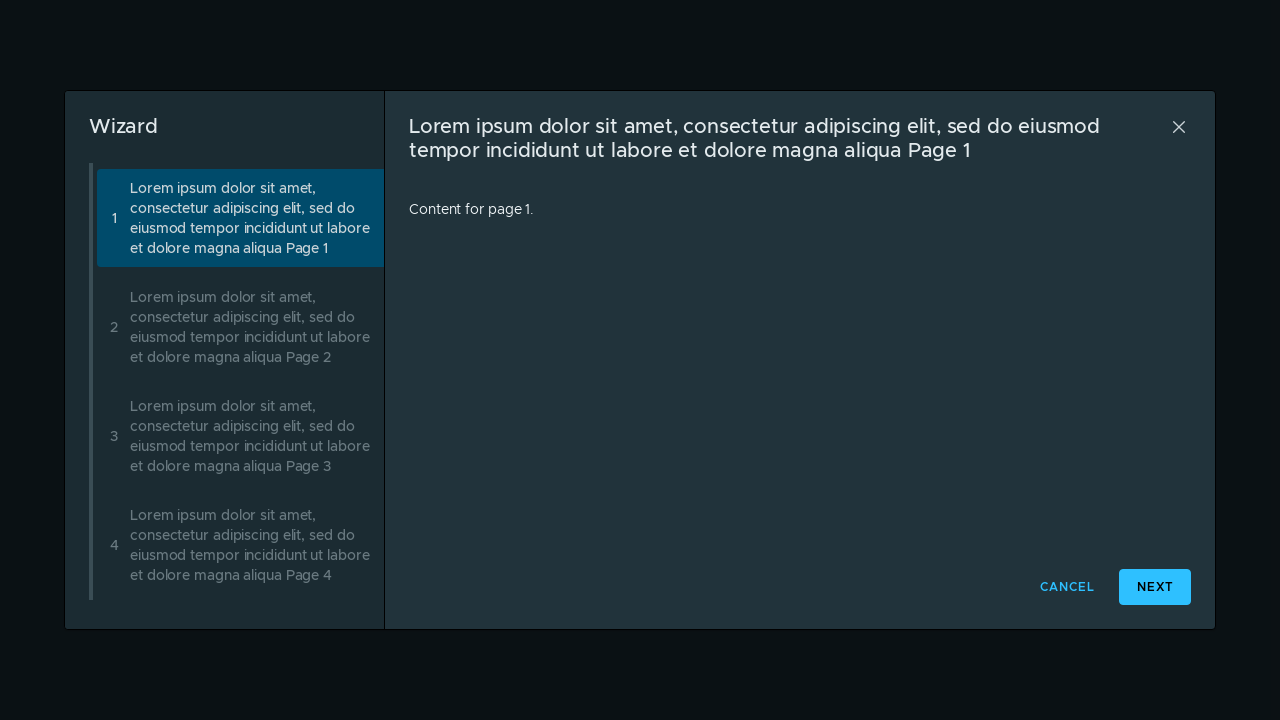 Wizard
1
Lorem ipsum dolor sit amet,
consectetur adipiscing elit, sed do
eiusmod tempor incididunt ut labore
et dolore magna aliqua Page 1
2
Lorem ipsum dolor sit amet,
consectetur adipiscing elit, sed do
eiusmod tempor incididunt ut labore
et dolore magna aliqua Page 2
3
Lorem ipsum dolor sit amet,
consectetur adipiscing elit, sed do
eiusmod tempor incididunt ut labore
et dolore magna aliqua Page 3
4
Lorem ipsum dolor sit amet,
consectetur adipiscing elit, sed do
eiusmod tempor incididunt ut labore
et dolore magna aliqua Page 4
Lorem ipsum dolor sit amet, consectetur adipiscing elit, sed do eiusmod
tempor incididunt ut labore et dolore magna aliqua Page 1
Content for page 1.
CANCEL
NEXT